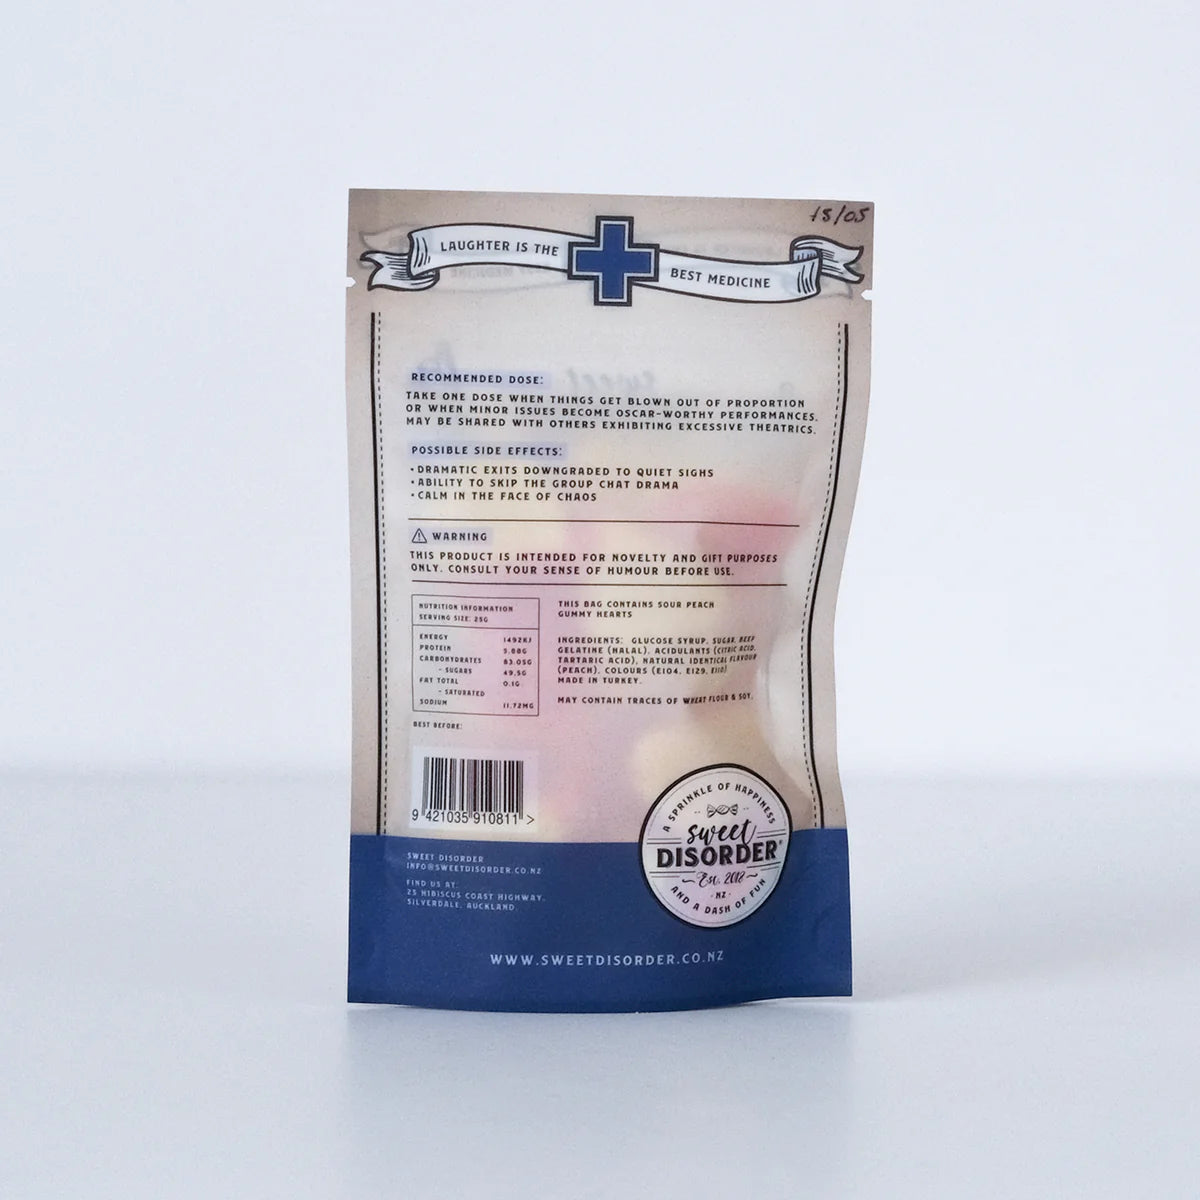 15/05
LAUGHTER IS THE
BEST MEDICINE
RECOMMENDED DOSE:
TAKE ONE DOSE WHEN THINGS GET BLOWN OUT OF PROPORTION
OR WHEN MINOR ISSUES BECOME OSCAR-WORTHY PERFORMANCES.
MAY BE SHARED WITH OTHERS EXHIBITING EXCESSIVE THEATRICS.
POSSIBLE SIDE EFFECTS:
• DRAMATIC EXITS DOWNGRADED TO QUIET SIGHS
• ABILITY TO SKIP THE GROUP CHAT DRAMA
• CALM IN THE FACE OF CHAOS
WARNING
THIS PRODUCT IS INTENDED FOR NOVELTY AND GIFT PURPOSES
ONLY. CONSULT YOUR SENSE OF HUMOUR BEFORE USE.
NUTRITION INFORMATION
SERVING SIZE: 25G
ENERGY 1492KJ
PROTEIN 5.88G
CARBOHYDRATES 83.05G
- SUGARS 49.5G
FAT TOTAL 0.1G
- SATURATED
SODIUM 11.72MG
BEST BEFORE:
THIS BAG CONTAINS SOUR PEACH
GUMMY HEARTS
INGREDIENTS: GLUCOSE SYRUP, SUGAR, BEEF
GELATINE (HALAL), ACIDULANTS (CITRIC ACID,
TARTARIC ACID), NATURAL IDENTICAL FLAVOUR
(PEACH), COLOURS (E104, E129, E110)
MADE IN TURKEY.
MAY CONTAIN TRACES OF WHEAT FLOUR & SOY.
9 421035 910811 >
A SPRINKLE OF HAPPINESS
sweet
DISORDER®
Est. 2018
· NZ ·
AND A DASH OF FUN
SWEET DISORDER
INFO@SWEETDISORDER.CO.NZ
FIND US AT:
25 HIBISCUS COAST HIGHWAY,
SILVERDALE, AUCKLAND
WWW.SWEETDISORDER.CO.NZ